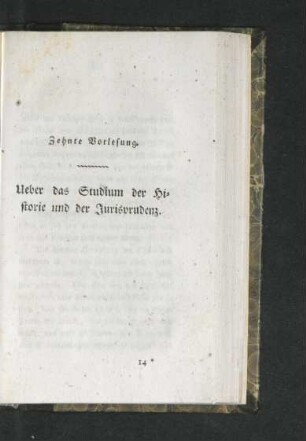 Zehnte Vorlesung.
Ueber das Studium der Hi-
storie und der Jurisprudenz.
14 *